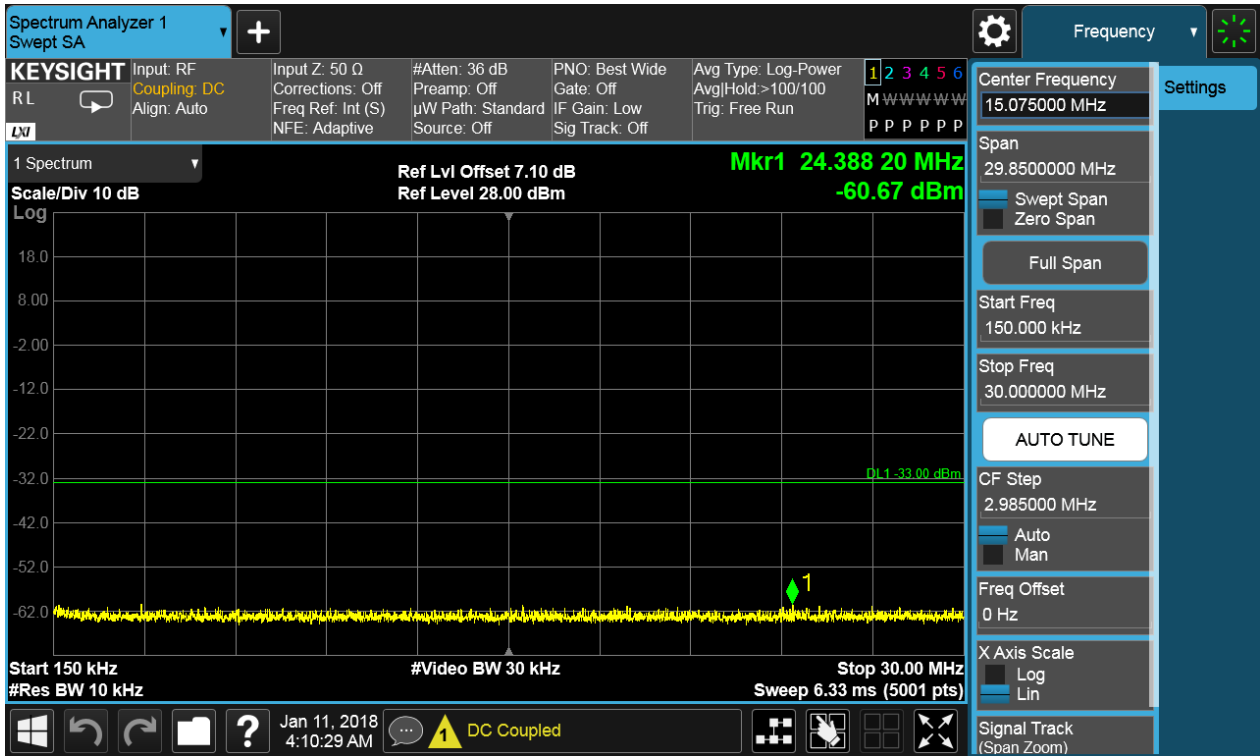 Spectrum Analyzer 1
Swept SA
+
Frequency
KEYSIGHT
R L
LXI
Input: RF
Coupling: DC
Align: Auto
Input Z: 50 Ω
Corrections: Off
Freq Ref: Int (S)
NFE: Adaptive
#Atten: 36 dB
Preamp: Off
µW Path: Standard
Source: Off
PNO: Best Wide
Gate: Off
IF Gain: Low
Sig Track: Off
Avg Type: Log-Power
Avg|Hold:>100/100
Trig: Free Run
1 2 3 4 5 6
M W W W W W
P P P P P P
1 Spectrum
Scale/Div 10 dB
Log
Ref Lvl Offset 7.10 dB
Ref Level 28.00 dBm
Mkr1 24.388 20 MHz
-60.67 dBm
18.0
8.00
-2.00
-12.0
-22.0
-32.0
-42.0
-52.0
-62.0
DL1 -33.00 dBm
1
Start 150 kHz
#Res BW 10 kHz
#Video BW 30 kHz
Stop 30.00 MHz
Sweep 6.33 ms (5001 pts)
Center Frequency
15.075000 MHz
Span
29.8500000 MHz
Swept Span
Zero Span
Full Span
Start Freq
150.000 kHz
Stop Freq
30.000000 MHz
AUTO TUNE
CF Step
2.985000 MHz
Auto
Man
Freq Offset
0 Hz
X Axis Scale
Log
Lin
Signal Track
(Span Zoom)
Settings
?
Jan 11, 2018
4:10:29 AM
1
DC Coupled